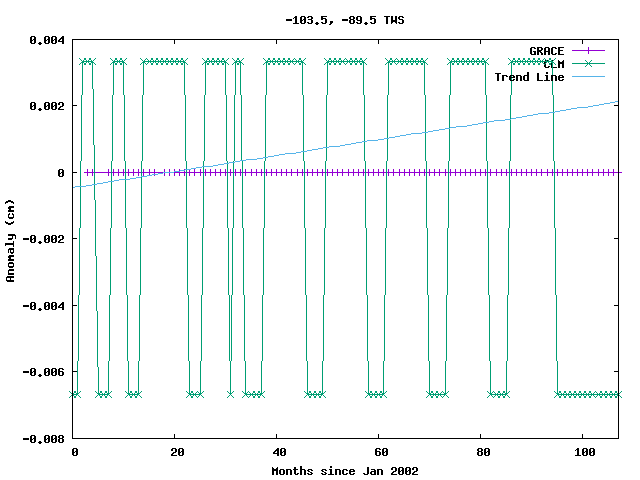 -103.5, -89.5 TWS
GRACE
CLM
Trend Line
0.004
0.002
0
-0.002
-0.004
-0.006
-0.008
Anomaly (cm)
0 20 40 60 80 100
Months since Jan 2002